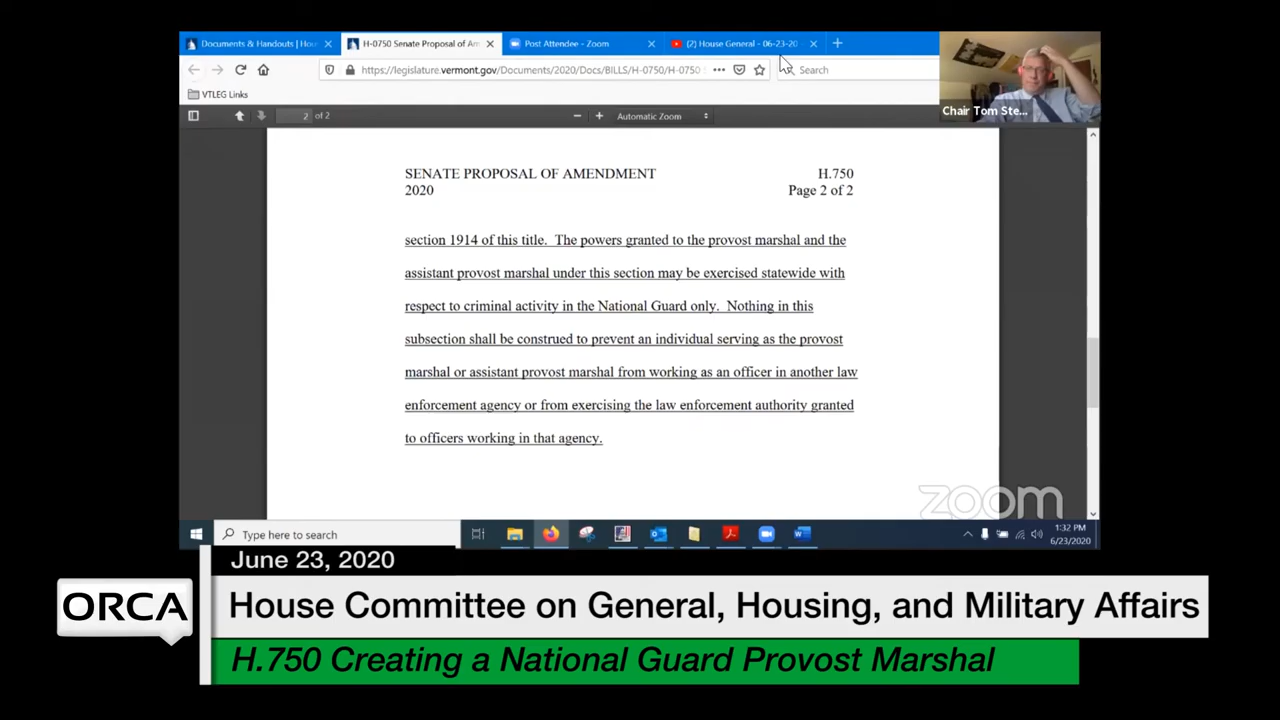 Documents & Handouts | Hou
H-0750 Senate Proposal of Am
Post Attendee - Zoom
(2) House General - 06-23-20
https://legislature.vermont.gov/Documents/2020/Docs/BILLS/H-0750/H-0750
Search
VTLEG Links
Chair Tom Ste...
2 of 2
Automatic Zoom
SENATE PROPOSAL OF AMENDMENT H.750
2020 Page 2 of 2
section 1914 of this title. The powers granted to the provost marshal and the
assistant provost marshal under this section may be exercised statewide with
respect to criminal activity in the National Guard only. Nothing in this
subsection shall be construed to prevent an individual serving as the provost
marshal or assistant provost marshal from working as an officer in another law
enforcement agency or from exercising the law enforcement authority granted
to officers working in that agency.
zoom
Type here to search
1:32 PM
6/23/2020
June 23, 2020
ORCA
House Committee on General, Housing, and Military Affairs
H.750 Creating a National Guard Provost Marshal